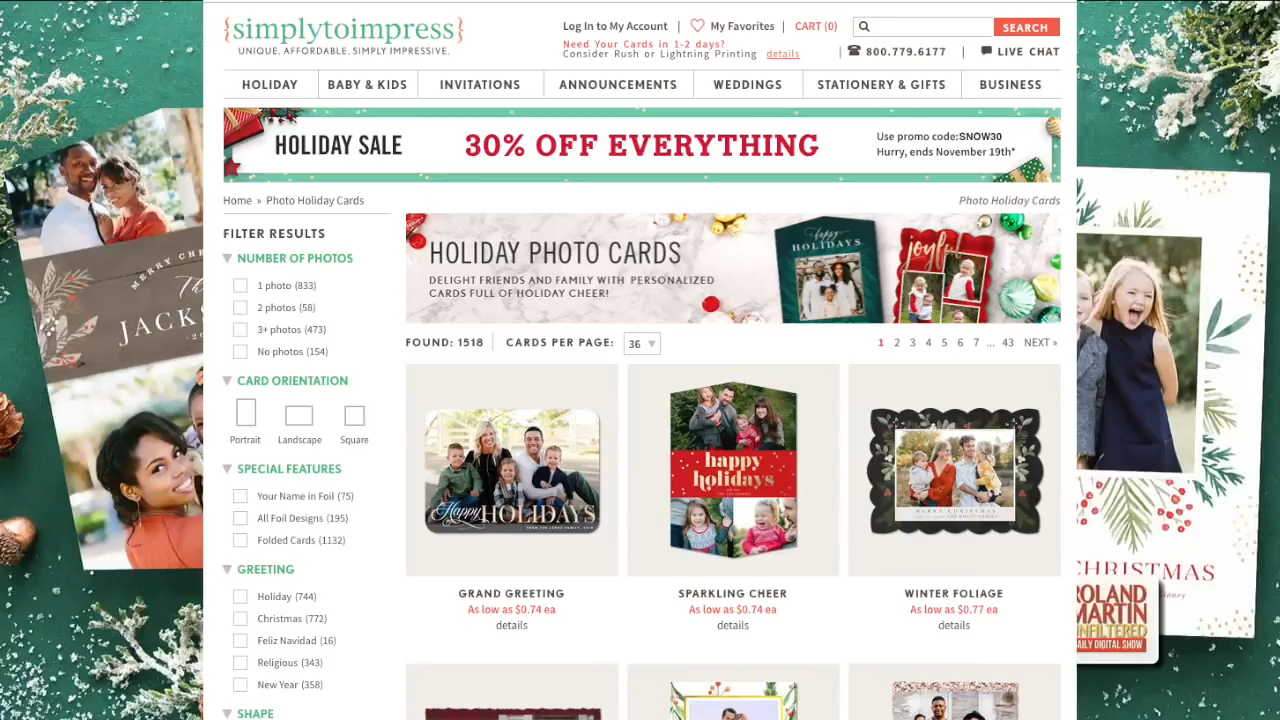 {simplytoimpress}
UNIQUE. AFFORDABLE. SIMPLY IMPRESSIVE.
Log In to My Account | My Favorites | CART (0)
SEARCH
Need Your Cards in 1-2 days?
Consider Rush or Lightning Printing details
| 800.779.6177 | LIVE CHAT
HOLIDAY
BABY & KIDS
INVITATIONS
ANNOUNCEMENTS
WEDDINGS
STATIONERY & GIFTS
BUSINESS
HOLIDAY SALE
30% OFF EVERYTHING
Use promo code:SNOW30
Hurry, ends November 19th*
Home » Photo Holiday Cards
Photo Holiday Cards
FILTER RESULTS
NUMBER OF PHOTOS
1 photo (833)
2 photos (58)
3+ photos (473)
No photos (154)
CARD ORIENTATION
Portrait
Landscape
Square
SPECIAL FEATURES
Your Name in Foil (75)
All Foil Designs (195)
Folded Cards (1132)
GREETING
Holiday (744)
Christmas (772)
Feliz Navidad (16)
Religious (343)
New Year (358)
SHAPE
HOLIDAY PHOTO CARDS
DELIGHT FRIENDS AND FAMILY WITH PERSONALIZED
CARDS FULL OF HOLIDAY CHEER!
happy
HOLIDAYS
joyful
FOUND: 1518
CARDS PER PAGE:
36
1 2 3 4 5 6 7 ... 43 NEXT »
Happy HOLIDAYS
happy
holidays
MERRY CHRISTMAS
GRAND GREETING
As low as $0.74 ea
details
SPARKLING CHEER
As low as $0.74 ea
details
WINTER FOLIAGE
As low as $0.77 ea
details
MERRY CHR
Th
JACKS
CHRISTMAS
ROLAND
MARTIN
UNFILTERED
DAILY DIGITAL SHOW